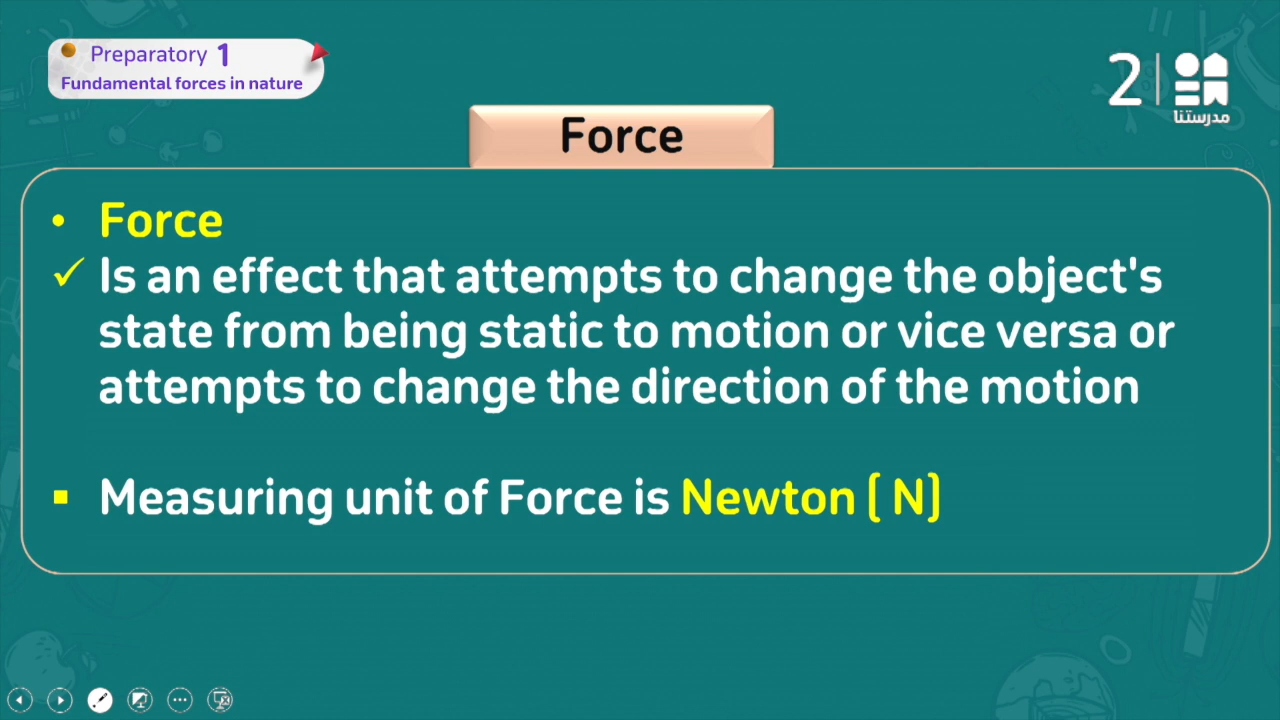 Preparatory 1
Fundamental forces in nature
2
مدرستنا
Force
• Force
✓ Is an effect that attempts to change the object's
state from being static to motion or vice versa or
attempts to change the direction of the motion
▪ Measuring unit of Force is Newton ( N)